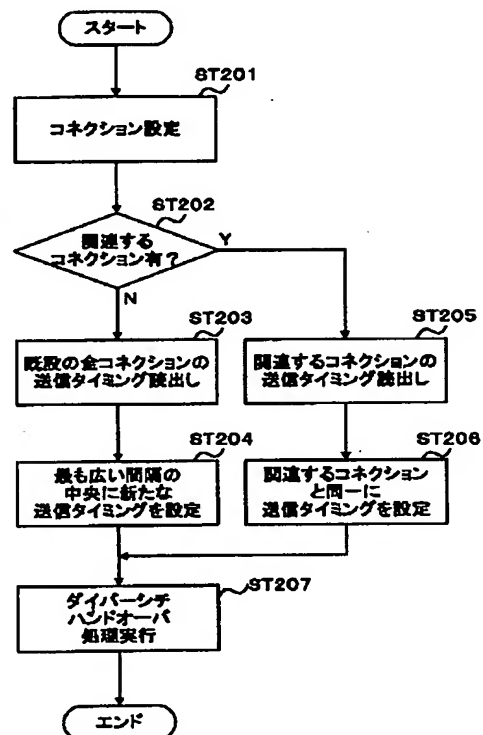 スタート
ST201
コネクション設定
ST202
関連する
コネクション有？
Y
N
ST203
既設の全コネクションの
送信タイミング読出し
ST205
関連するコネクションの
送信タイミング読出し
ST204
最も広い間隔の
中央に新たな
送信タイミングを設定
ST206
関連するコネクション
と同一に
送信タイミングを設定
ST207
ダイバーシチ
ハンドオーバ
処理実行
エンド